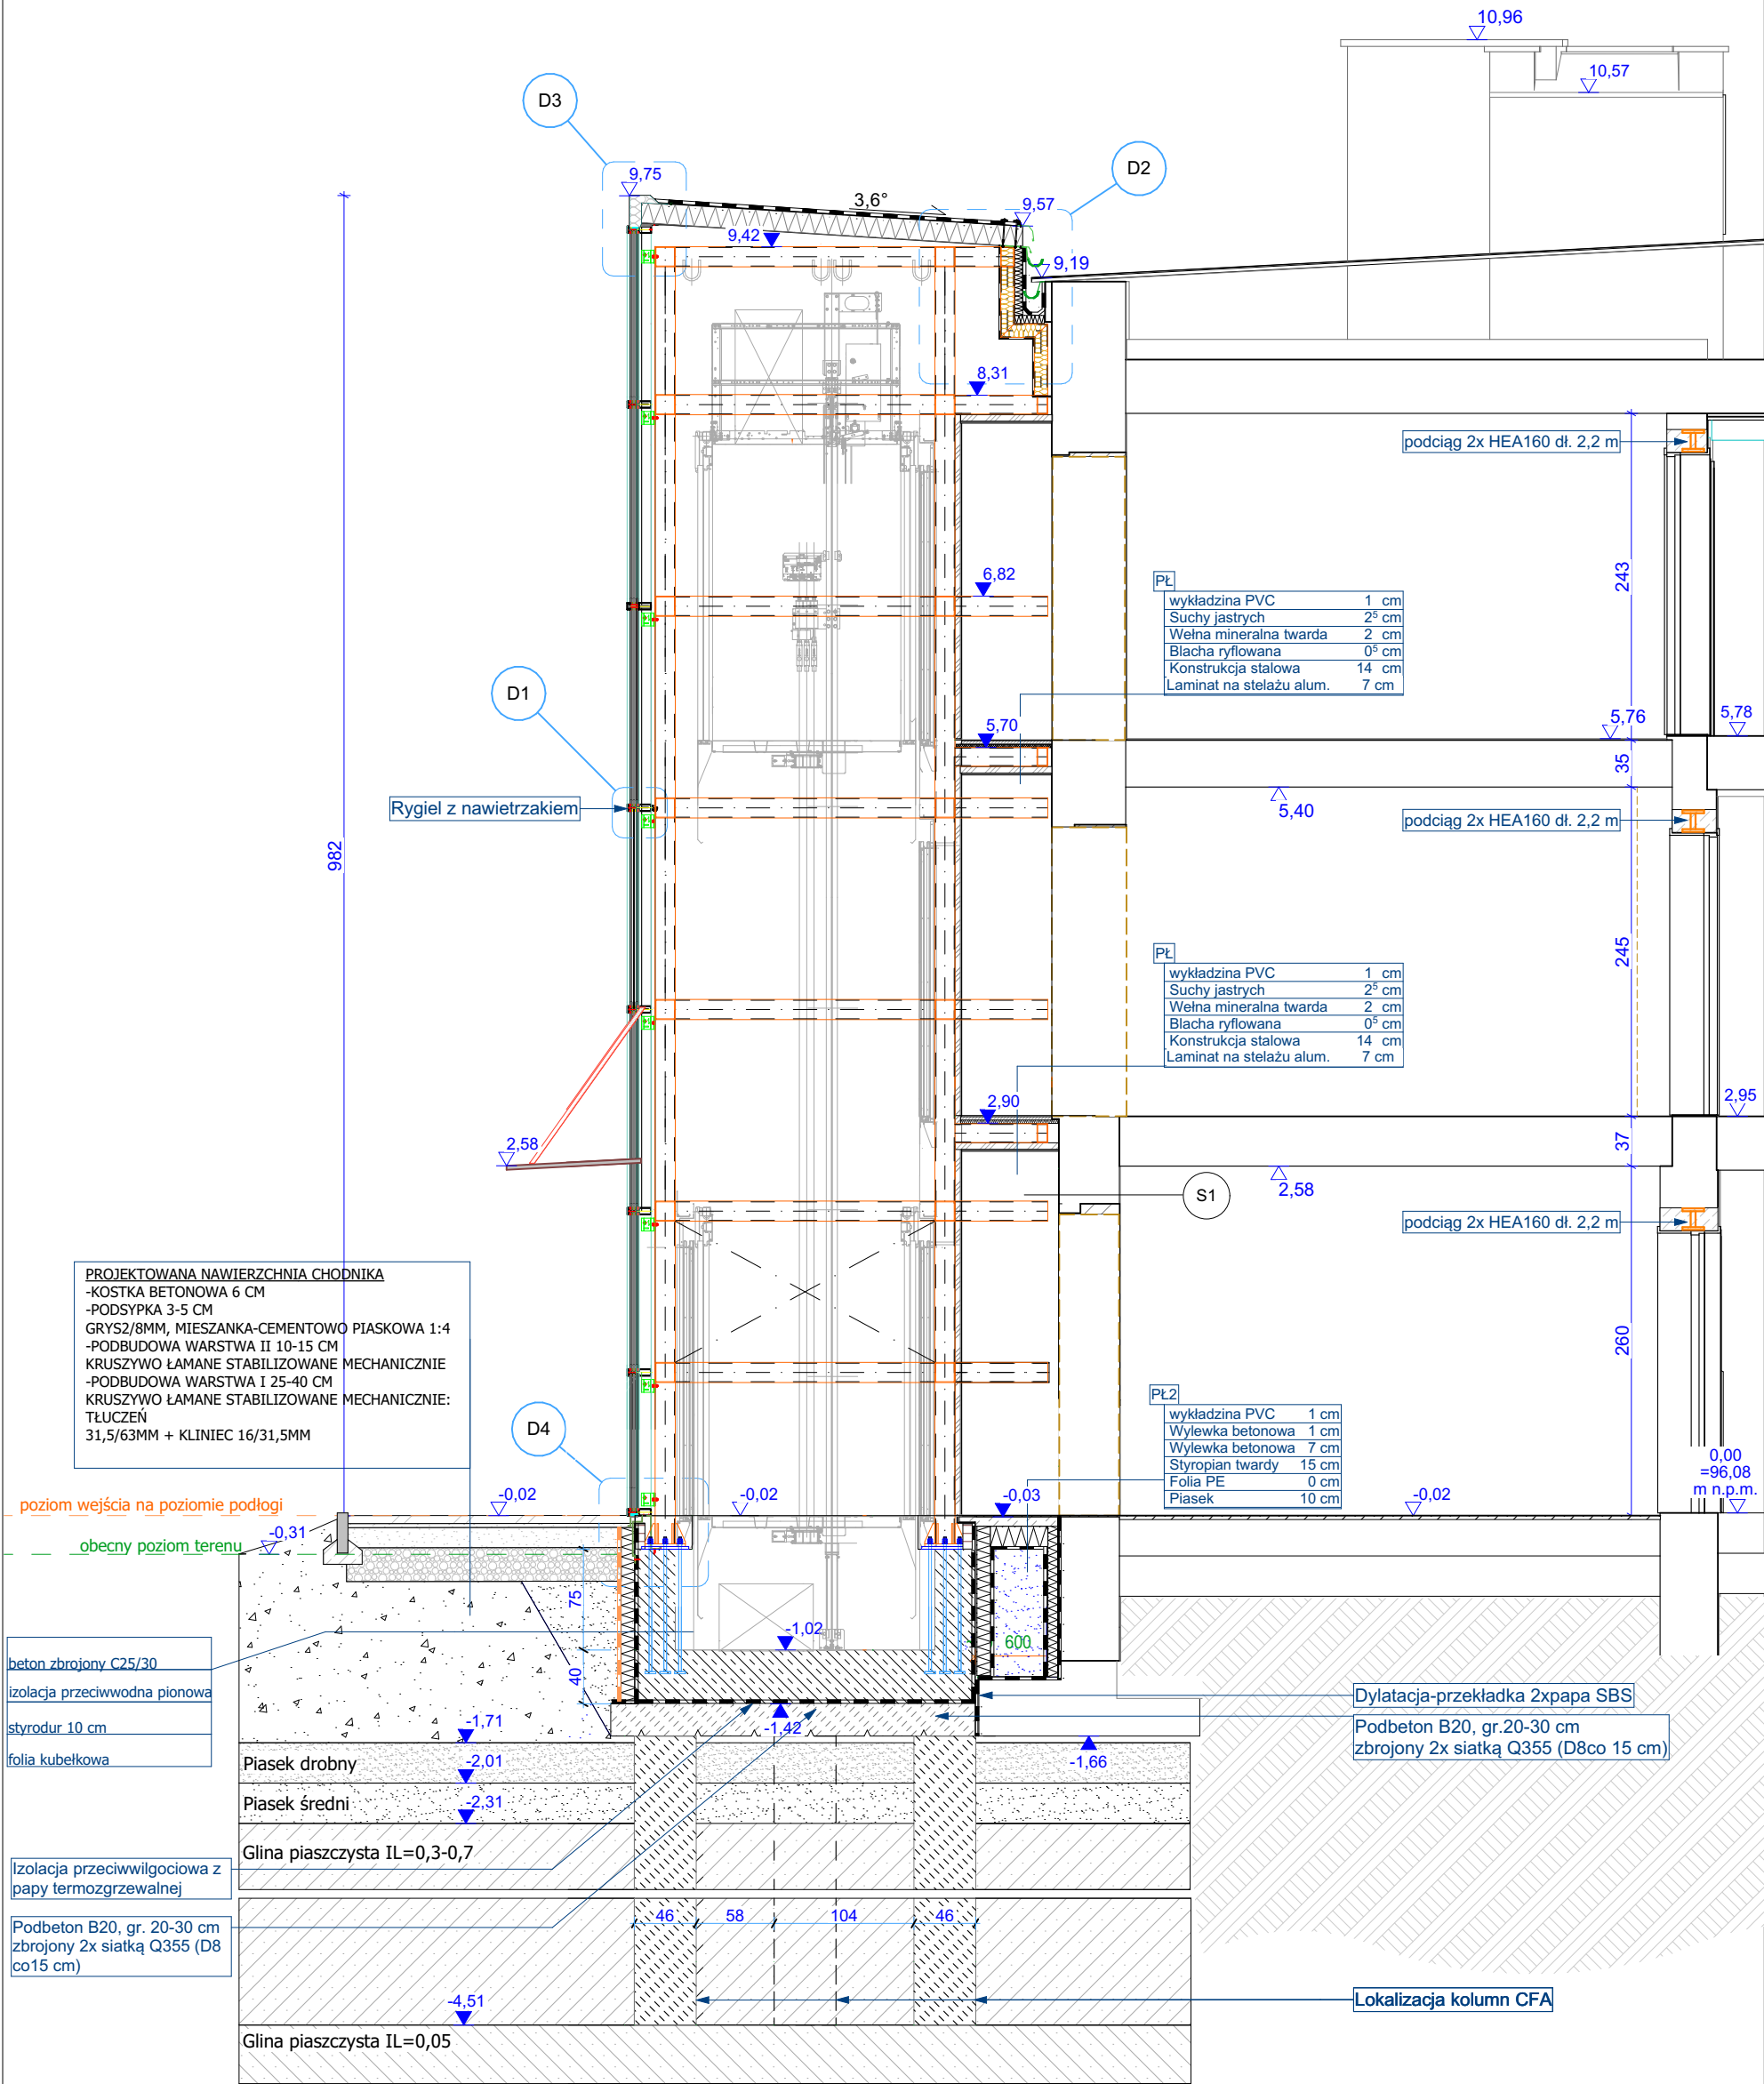 10,96
10,57
D3
D2
9,75
3,6°
9,57
9,42
9,19
8,31
podciąg 2x HEA160 dł. 2,2 m
6,82
243
PŁ
wykładzina PVC 1 cm
Suchy jastrych 2⁵ cm
Wełna mineralna twarda 2 cm
Blacha ryflowana 0⁵ cm
Konstrukcja stalowa 14 cm
Laminat na stelażu alum. 7 cm
D1
5,70
5,76
5,78
35
Rygiel z nawietrzakiem
5,40
podciąg 2x HEA160 dł. 2,2 m
982
245
PŁ
wykładzina PVC 1 cm
Suchy jastrych 2⁵ cm
Wełna mineralna twarda 2 cm
Blacha ryflowana 0⁵ cm
Konstrukcja stalowa 14 cm
Laminat na stelażu alum. 7 cm
2,90
2,95
2,58
37
S1
2,58
podciąg 2x HEA160 dł. 2,2 m
PROJEKTOWANA NAWIERZCHNIA CHODNIKA
-KOSTKA BETONOWA 6 CM
-PODSYPKA 3-5 CM
GRYS2/8MM, MIESZANKA-CEMENTOWO PIASKOWA 1:4
-PODBUDOWA WARSTWA II 10-15 CM
KRUSZYWO ŁAMANE STABILIZOWANE MECHANICZNIE
-PODBUDOWA WARSTWA I 25-40 CM
KRUSZYWO ŁAMANE STABILIZOWANE MECHANICZNIE:
TŁUCZEŃ
31,5/63MM + KLINIEC 16/31,5MM
260
D4
PŁ2
wykładzina PVC 1 cm
Wylewka betonowa 1 cm
Wylewka betonowa 7 cm
Styropian twardy 15 cm
Folia PE 0 cm
Piasek 10 cm
0,00
=96,08
m n.p.m.
poziom wejścia na poziomie podłogi
-0,02
-0,02
-0,03
-0,02
-0,31
obecny poziom terenu
75
-1,02
600
40
beton zbrojony C25/30
izolacja przeciwwodna pionowa
styrodur 10 cm
folia kubełkowa
Dylatacja-przekładka 2xpapa SBS
Podbeton B20, gr.20-30 cm
zbrojony 2x siatką Q355 (D8co 15 cm)
-1,71
-1,42
-1,66
Piasek drobny
-2,01
Piasek średni
-2,31
Glina piaszczysta IL=0,3-0,7
Izolacja przeciwwilgociowa z
papy termozgrzewalnej
46
58
104
46
Podbeton B20, gr. 20-30 cm
zbrojony 2x siatką Q355 (D8
co15 cm)
-4,51
Lokalizacja kolumn CFA
Glina piaszczysta IL=0,05